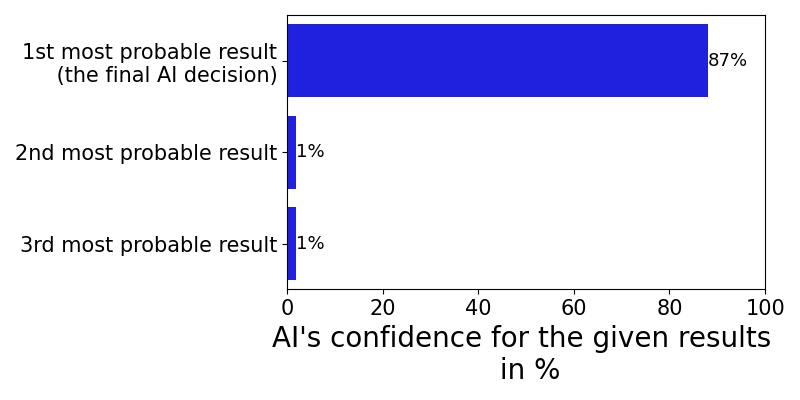 1st most probable result
(the final AI decision)
87%
2nd most probable result
1%
3rd most probable result
1%
0 20 40 60 80 100
AI's confidence for the given results
in %